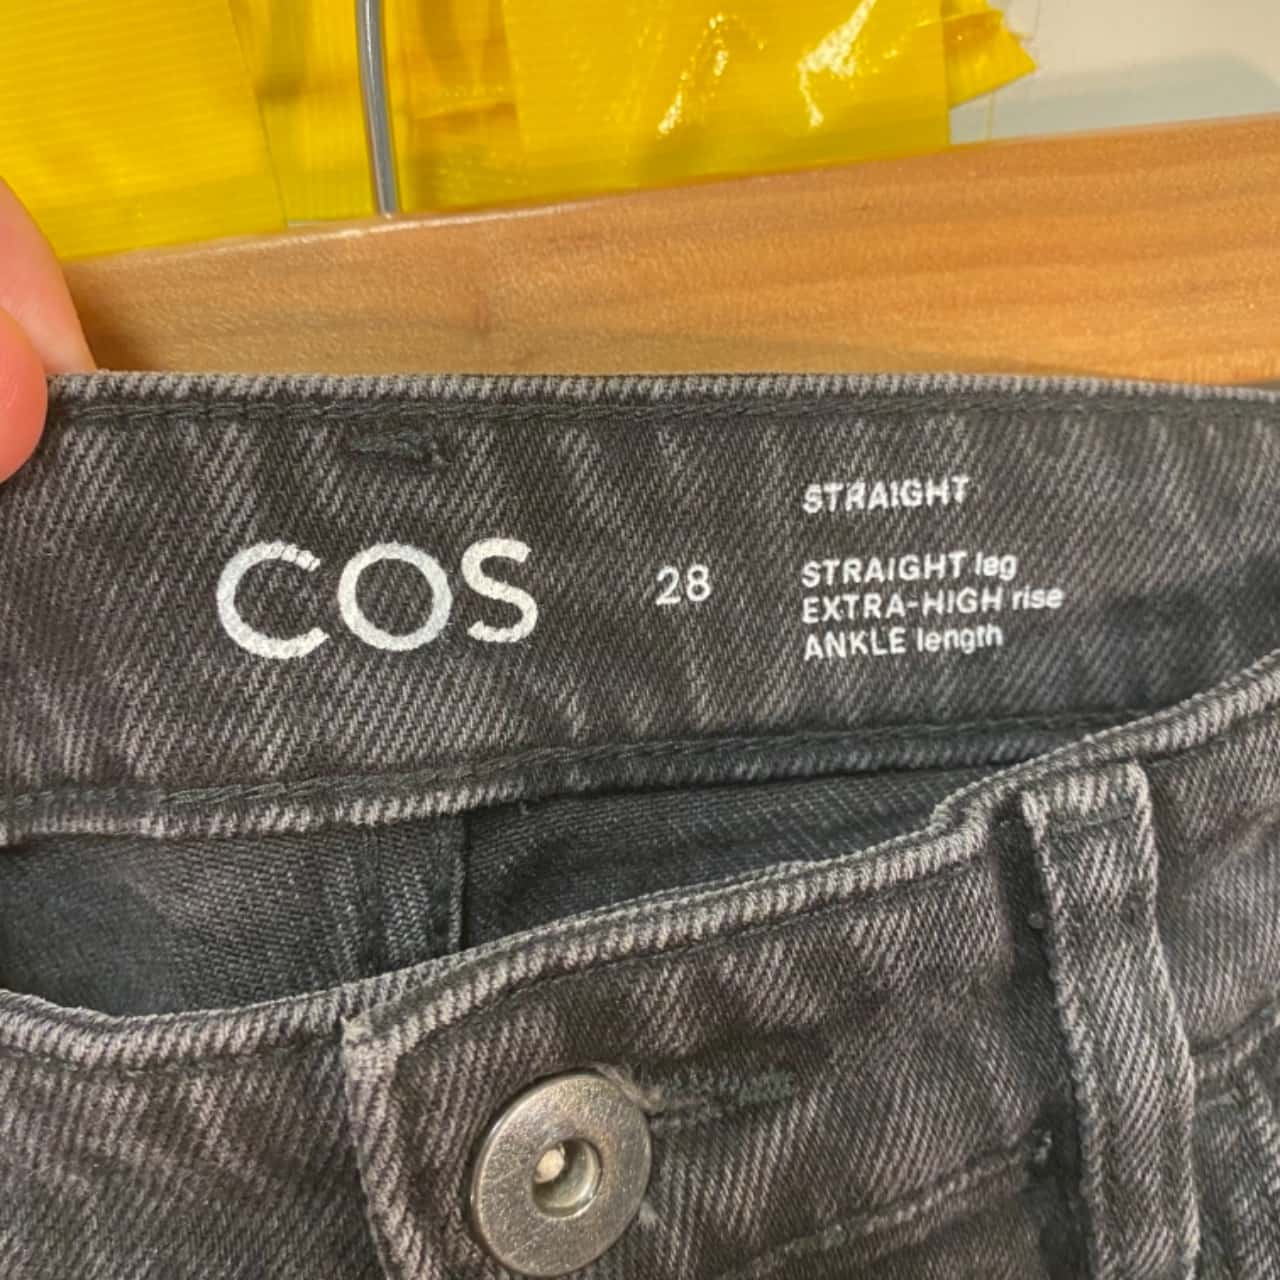 COS
28
STRAIGHT
STRAIGHT leg
EXTRA-HIGH rise
ANKLE length